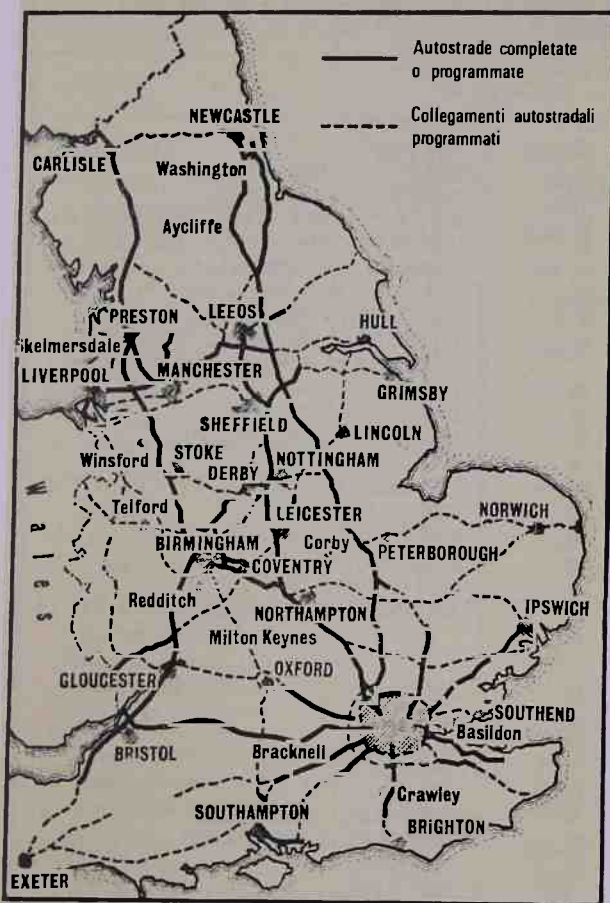 Autostrade completate
o programmate
Collegamenti autostradali
programmati
NEWCASTLE
CARLISLE
Washington
Aycliffe
PRESTON
LEEDS
HULL
Skelmersdale
LIVERPOOL
MANCHESTER
GRIMSBY
SHEFFIELD
LINCOLN
Winsford
STOKE
NOTTINGHAM
DERBY
Wales
Telford
LEICESTER
NORWICH
BIRMINGHAM
Corby
PETERBOROUGH
COVENTRY
Redditch
NORTHAMPTON
IPSWICH
Milton Keynes
GLOUCESTER
OXFORD
SOUTHEND
Basildon
BRISTOL
Bracknell
Crawley
SOUTHAMPTON
BRiGHTON
EXETER